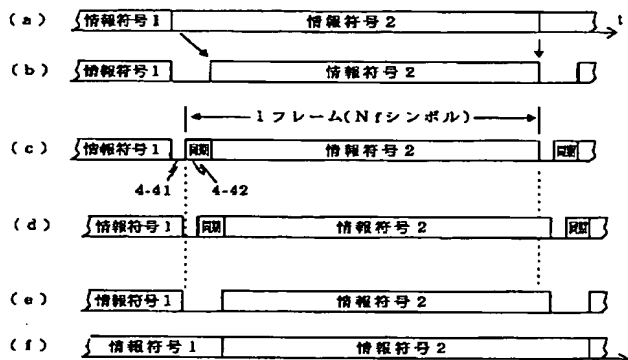 (a) 情報符号1 情報符号2 t
(b) 情報符号1 情報符号2
1フレーム(Nfシンボル)
(c) 情報符号1 同期 情報符号2 同期
4-41 4-42
(d) 情報符号1 同期 情報符号2 同期
(e) 情報符号1 情報符号2
(f) 情報符号1 情報符号2